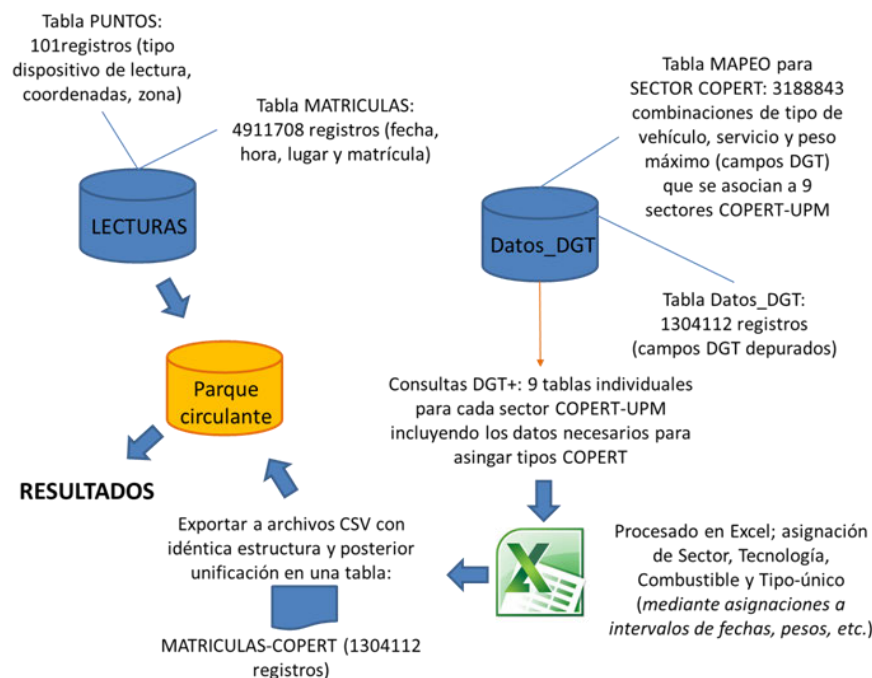 Tabla PUNTOS:
101registros (tipo
dispositivo de lectura,
coordenadas, zona)
Tabla MATRICULAS:
4911708 registros (fecha,
hora, lugar y matrícula)
LECTURAS
Tabla MAPEO para
SECTOR COPERT: 3188843
combinaciones de tipo de
vehículo, servicio y peso
máximo (campos DGT)
que se asocian a 9
sectores COPERT-UPM
Datos_DGT
Tabla Datos_DGT:
1304112 registros
(campos DGT depurados)
Parque
circulante
Consultas DGT+: 9 tablas individuales
para cada sector COPERT-UPM
incluyendo los datos necesarios para
asingar tipos COPERT
RESULTADOS
Exportar a archivos CSV con
idéntica estructura y posterior
unificación en una tabla:
MATRICULAS-COPERT (1304112
registros)
X
Procesado en Excel; asignación
de Sector, Tecnología,
Combustible y Tipo-único
(mediante asignaciones a
intervalos de fechas, pesos, etc.)